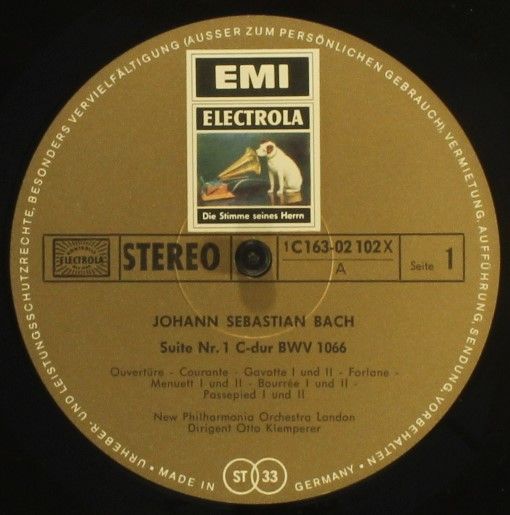 URHEBER- UND LEISTUNGSSCHUTZRECHTE, BESONDERS VERVIELFÄLTIGUNG (AUSSER ZUM PERSÖNLICHEN GEBRAUCH), VERMIETUNG, AUFFÜHRUNG, SENDUNG, VORBEHALTEN
EMI
ELECTROLA
Die Stimme seines Herrn
ELECTROLA
STEREO
1C 163-02 102 X
A
Seite 1
JOHANN SEBASTIAN BACH
Suite Nr. 1 C-dur BWV 1066
Ouvertüre - Courante - Gavotte I und II - Forlane -
Menuett I und II - Bourrée I und II -
Passepied I und II
New Philharmonia Orchestra London
Dirigent Otto Klemperer
• MADE IN
ST 33
GERMANY •